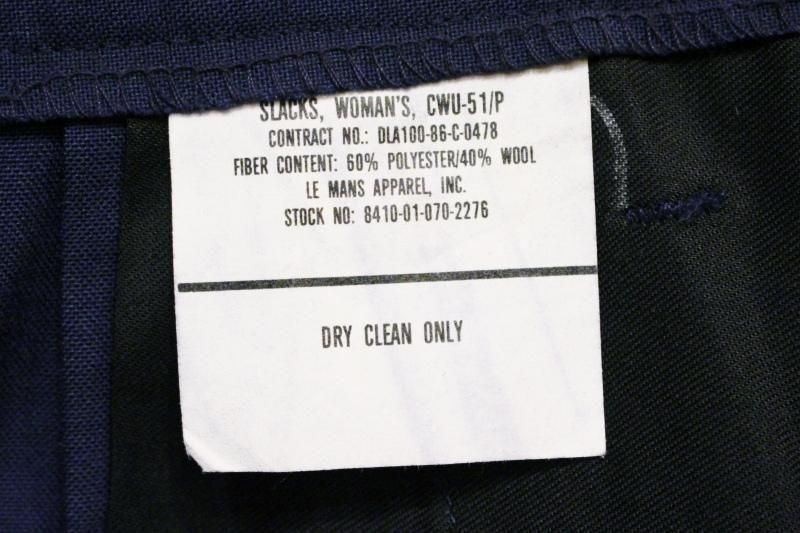 SLACKS, WOMAN'S, CWU-51/P
CONTRACT NO.: DLA100-86-C-0478
FIBER CONTENT: 60% POLYESTER/40% WOOL
LE MANS APPAREL, INC.
STOCK NO: 8410-01-070-2276
DRY CLEAN ONLY